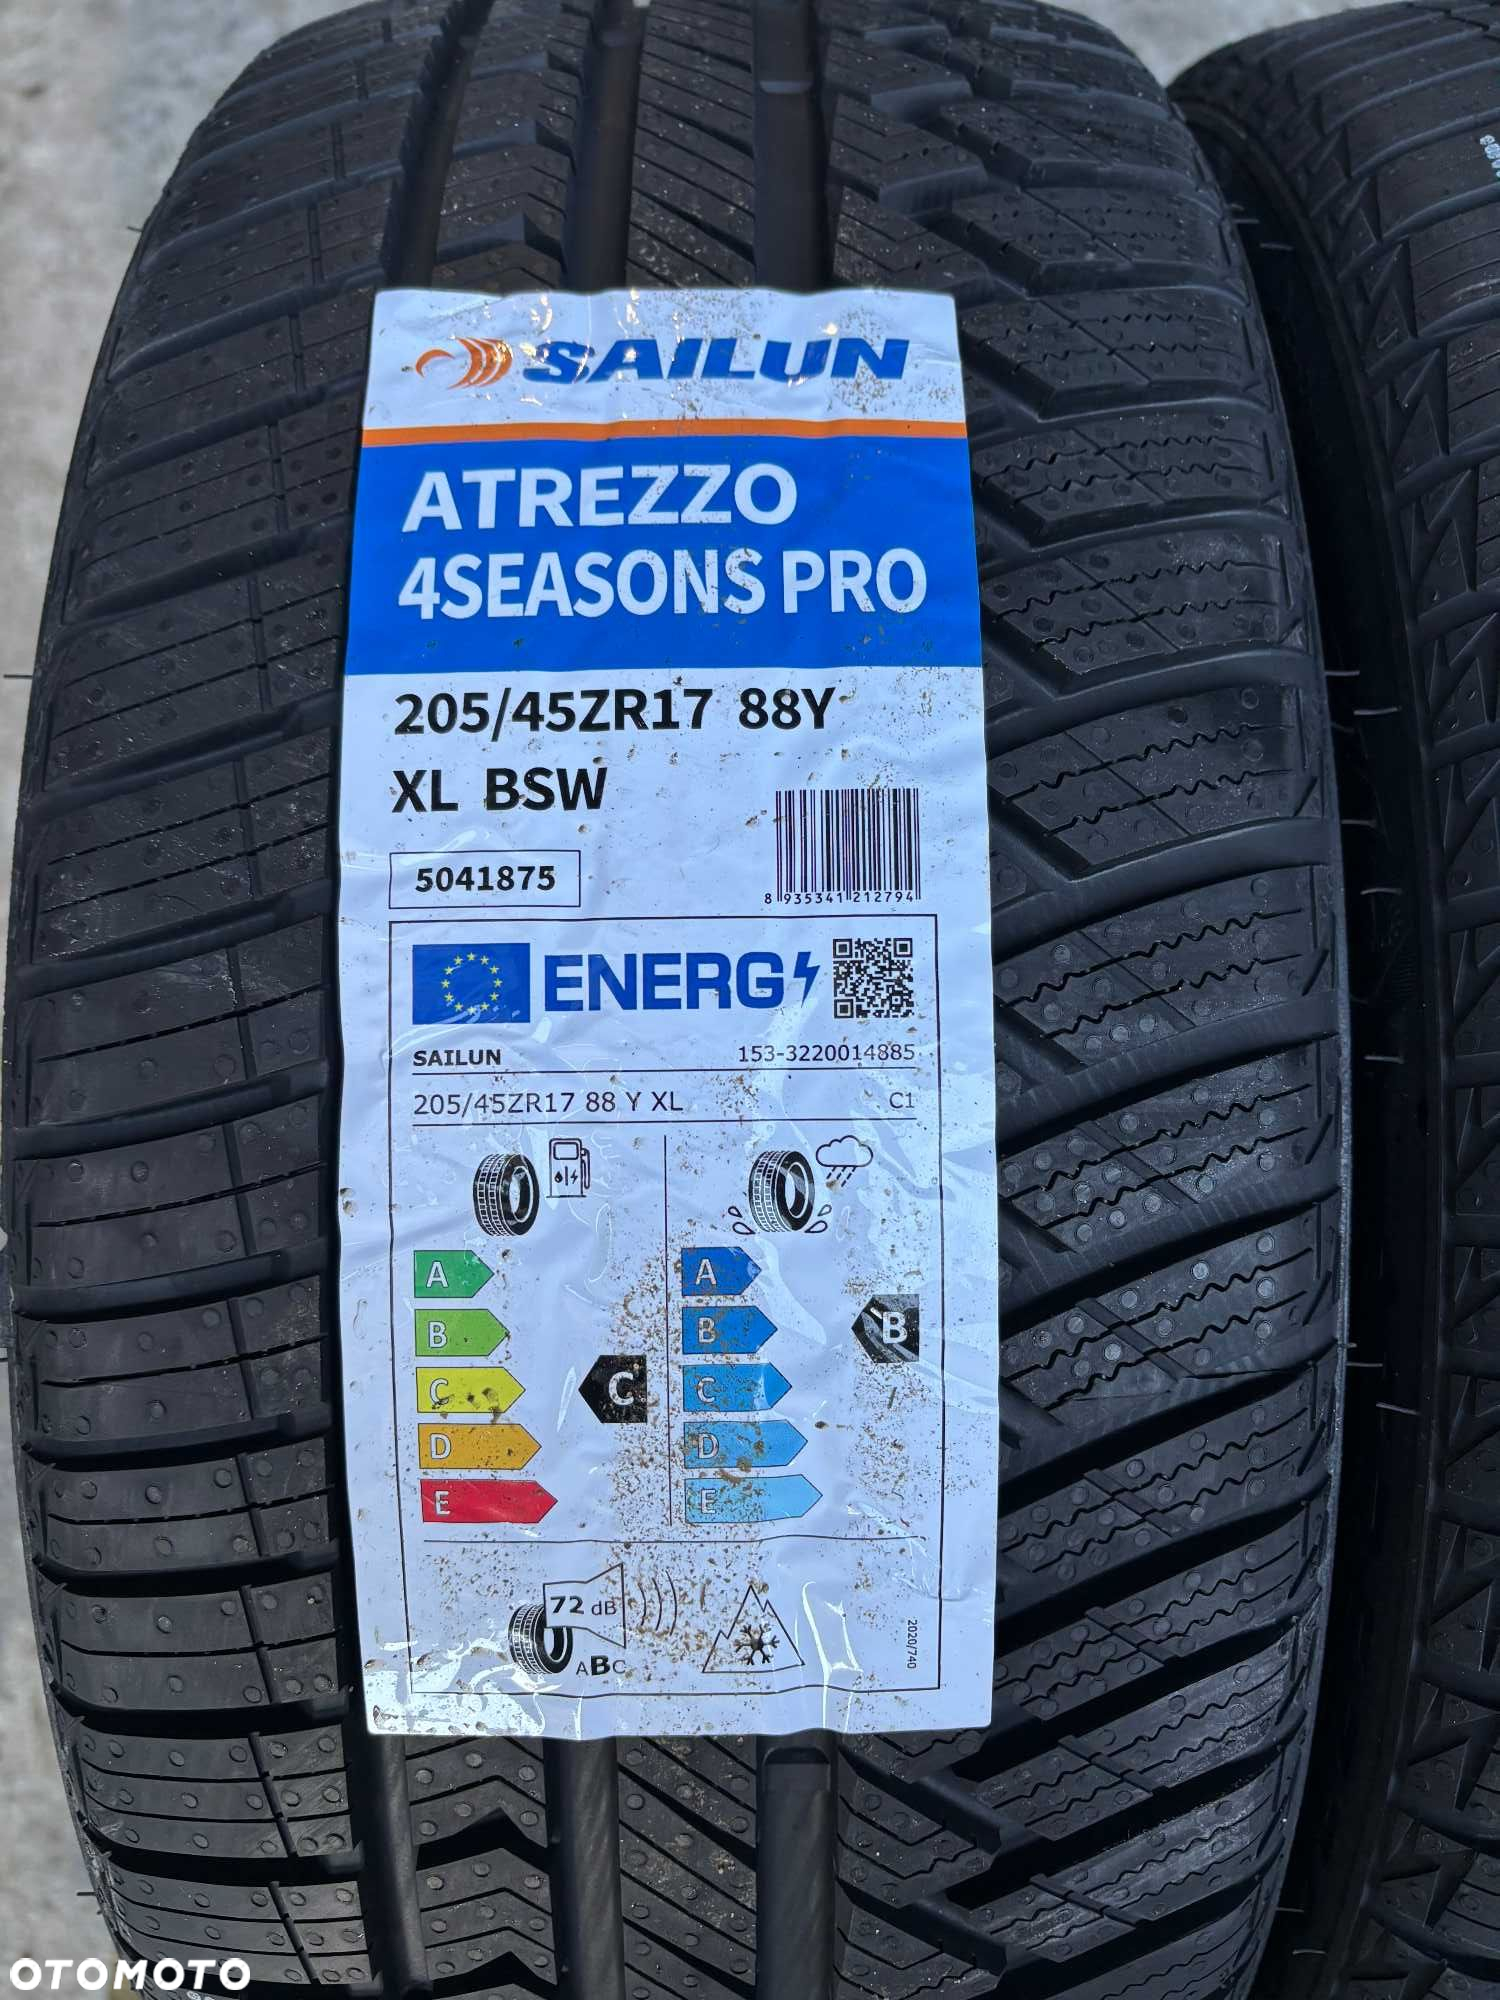 SAILUN
ATREZZO
4SEASONS PRO
205/45ZR17 88Y
XL BSW
5041875
8 935341 212794
ENERG
SAILUN 153-3220014885
205/45ZR17 88 Y XL C1
A A
B B B
C C C
D D
E E
72 dB
ABC
2020/740
OTOMOTO